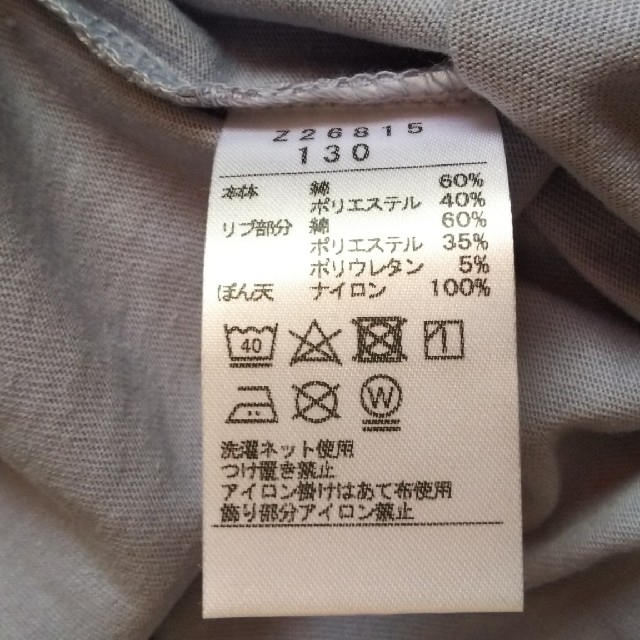 Z26815
130
本体 綿 60%
ポリエステル 40%
リブ部分 綿 60%
ポリエステル 35%
ポリウレタン 5%
ぼん天 ナイロン 100%
40
1
W
洗濯ネット使用
つけ置き禁止
アイロン掛けはあて布使用
飾り部分アイロン禁止